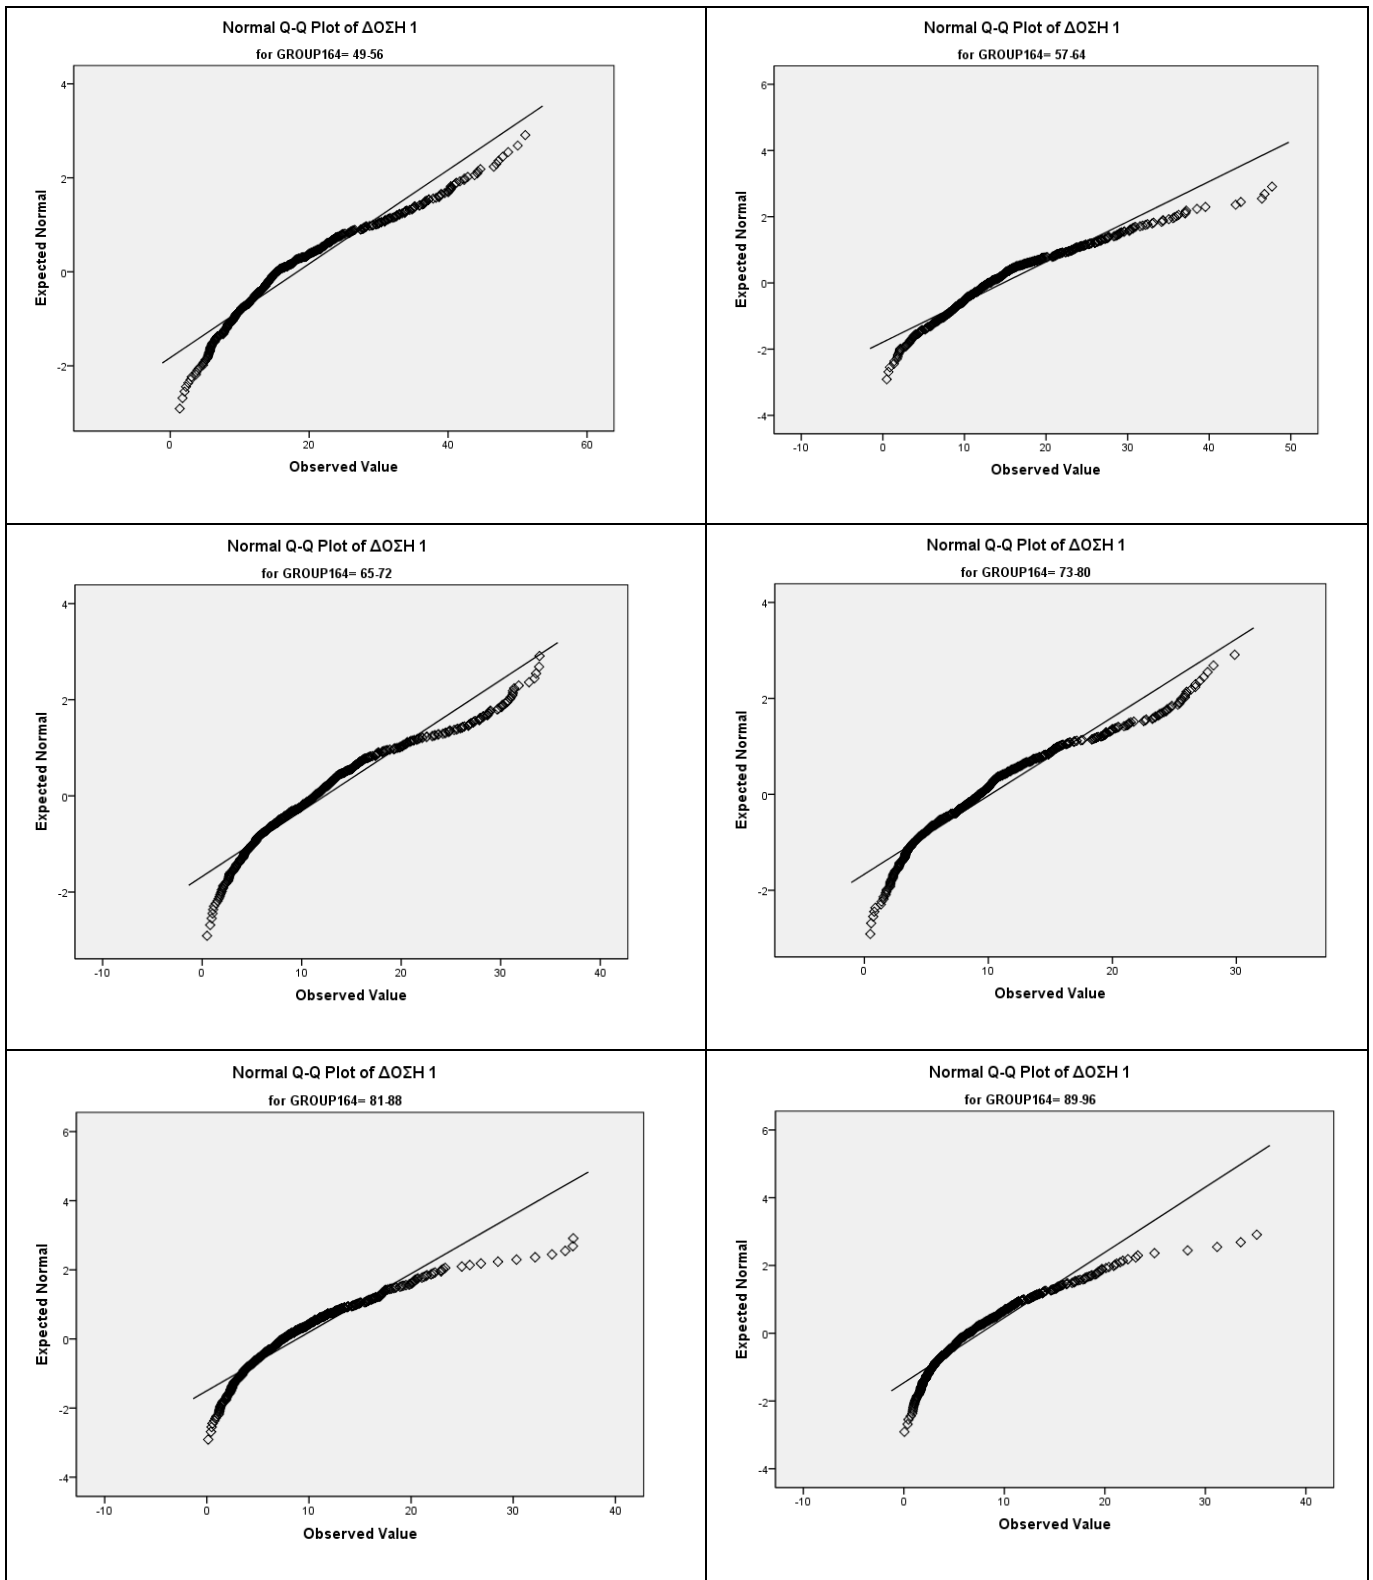 Normal Q-Q Plot of ΔΟΣΗ 1
for GROUP164= 49-56
4
2
0
-2
Expected Normal
0 20 40 60
Observed Value
Normal Q-Q Plot of ΔΟΣΗ 1
for GROUP164= 57-64
6
4
2
0
-2
-4
Expected Normal
-10 0 10 20 30 40 50
Observed Value
Normal Q-Q Plot of ΔΟΣΗ 1
for GROUP164= 65-72
4
2
0
-2
Expected Normal
-10 0 10 20 30 40
Observed Value
Normal Q-Q Plot of ΔΟΣΗ 1
for GROUP164= 73-80
4
2
0
-2
Expected Normal
0 10 20 30
Observed Value
Normal Q-Q Plot of ΔΟΣΗ 1
for GROUP164= 81-88
6
4
2
0
-2
-4
Expected Normal
-10 0 10 20 30 40
Observed Value
Normal Q-Q Plot of ΔΟΣΗ 1
for GROUP164= 89-96
6
4
2
0
-2
-4
Expected Normal
-10 0 10 20 30 40
Observed Value